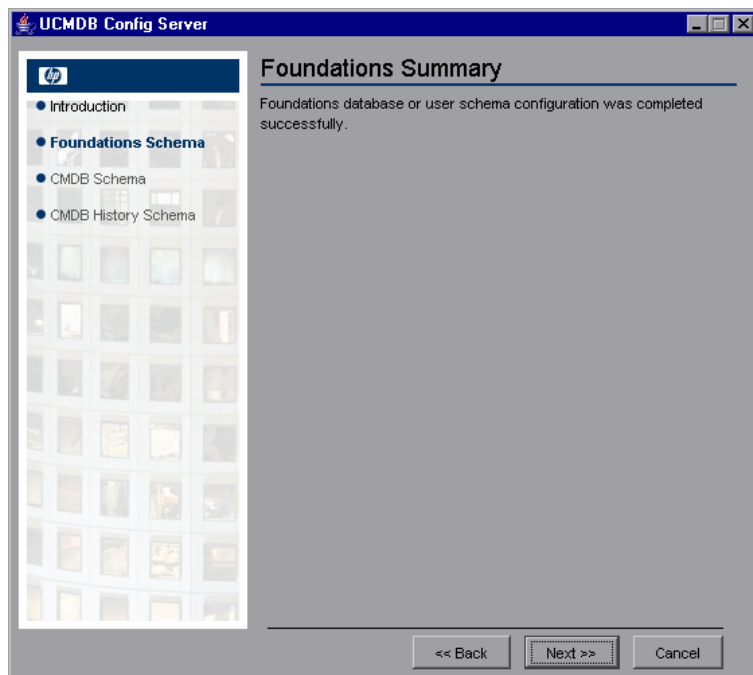 UCMDB Config Server
hp
Introduction
Foundations Schema
CMDB Schema
CMDB History Schema
Foundations Summary
Foundations database or user schema configuration was completed
successfully.
<< Back
Next >>
Cancel